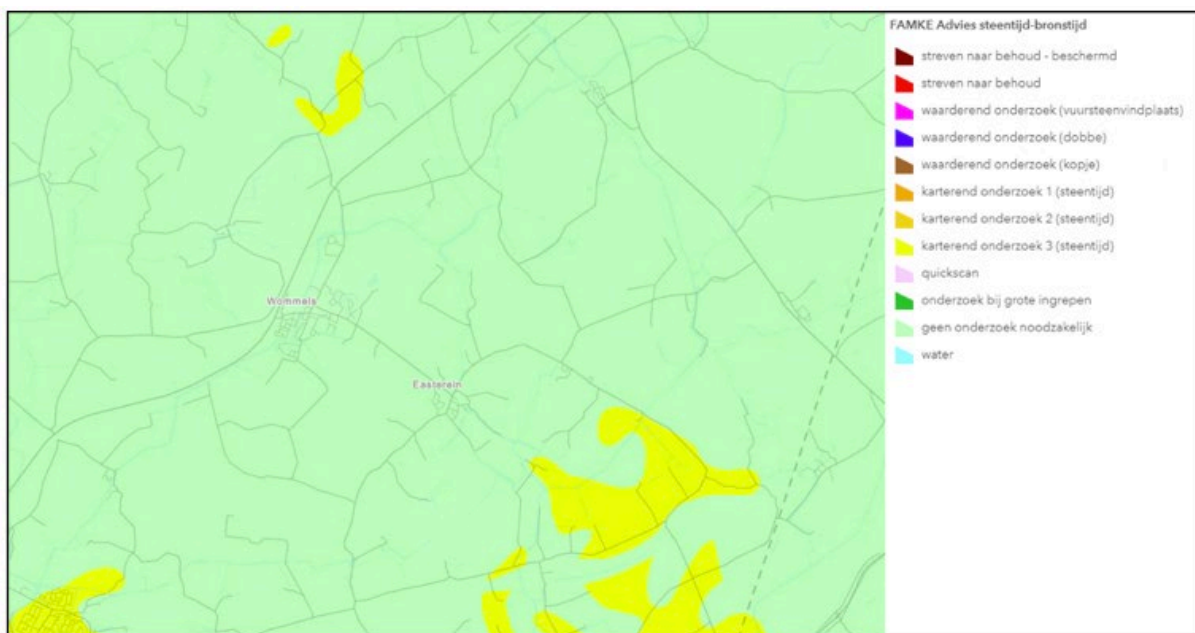 FAMKE Advies steentijd-bronstijd
streven naar behoud - beschermd
streven naar behoud
waarderend onderzoek (vuursteenvindplaats)
waarderend onderzoek (dobbe)
waarderend onderzoek (kopje)
karterend onderzoek 1 (steentijd)
karterend onderzoek 2 (steentijd)
karterend onderzoek 3 (steentijd)
quickscan
onderzoek bij grote ingrepen
geen onderzoek noodzakelijk
water
Wommels
Easterein